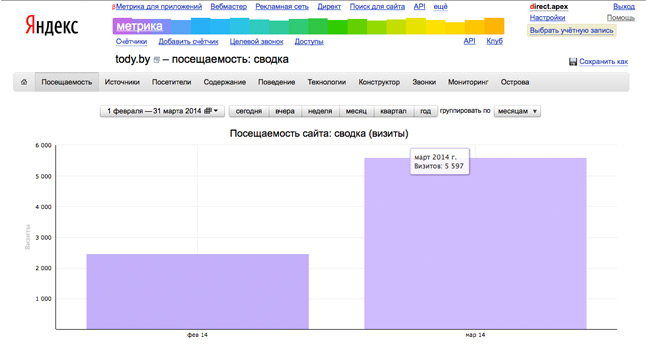 βМетрика для приложений Вебмастер Рекламная сеть Директ Поиск для сайта API ещё direct.apex Выход
Яндекс метрика Настройки Помощь
Выбрать учётную запись
Счётчики Добавить счётчик Целевой звонок Доступы API Клуб
tody.by – посещаемость: сводка
Сохранить как
Посещаемость Источники Посетители Содержание Поведение Технологии Конструктор Звонки Мониторинг Острова
1 февраля — 31 марта 2014 сегодня вчера неделя месяц квартал год группировать по месяцам
Посещаемость сайта: сводка (визиты)
6 000
март 2014 г.
Визитов: 5 597
5 000
4 000
3 000
Визиты
2 000
1 000
фев 14 мар 14